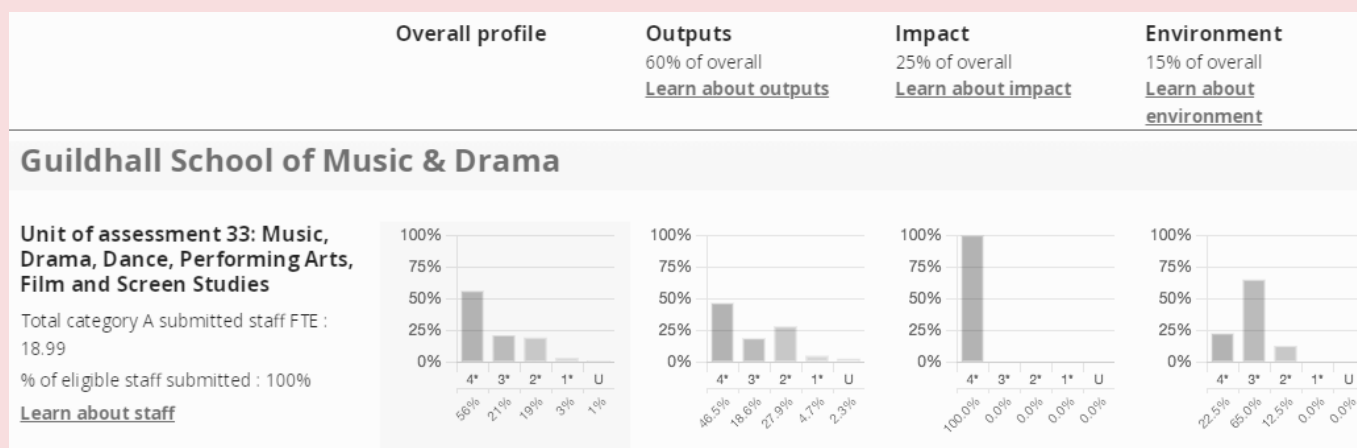 Overall profile
Outputs
Impact
Environment
60% of overall
25% of overall
15% of overall
Learn about outputs
Learn about impact
Learn about
environment
Guildhall School of Music & Drama
Unit of assessment 33: Music,
Drama, Dance, Performing Arts,
Film and Screen Studies
Total category A submitted staff FTE :
18.99
% of eligible staff submitted : 100%
Learn about staff
100%
75%
50%
25%
0%
4* 3* 2* 1* U
56% 21% 19% 3% 1%
100%
75%
50%
25%
0%
4* 3* 2* 1* U
46.5% 18.6% 27.9% 4.7% 2.3%
100%
75%
50%
25%
0%
4* 3* 2* 1* U
100.0% 0.0% 0.0% 0.0% 0.0%
100%
75%
50%
25%
0%
4* 3* 2* 1* U
22.5% 65.0% 12.5% 0.0% 0.0%